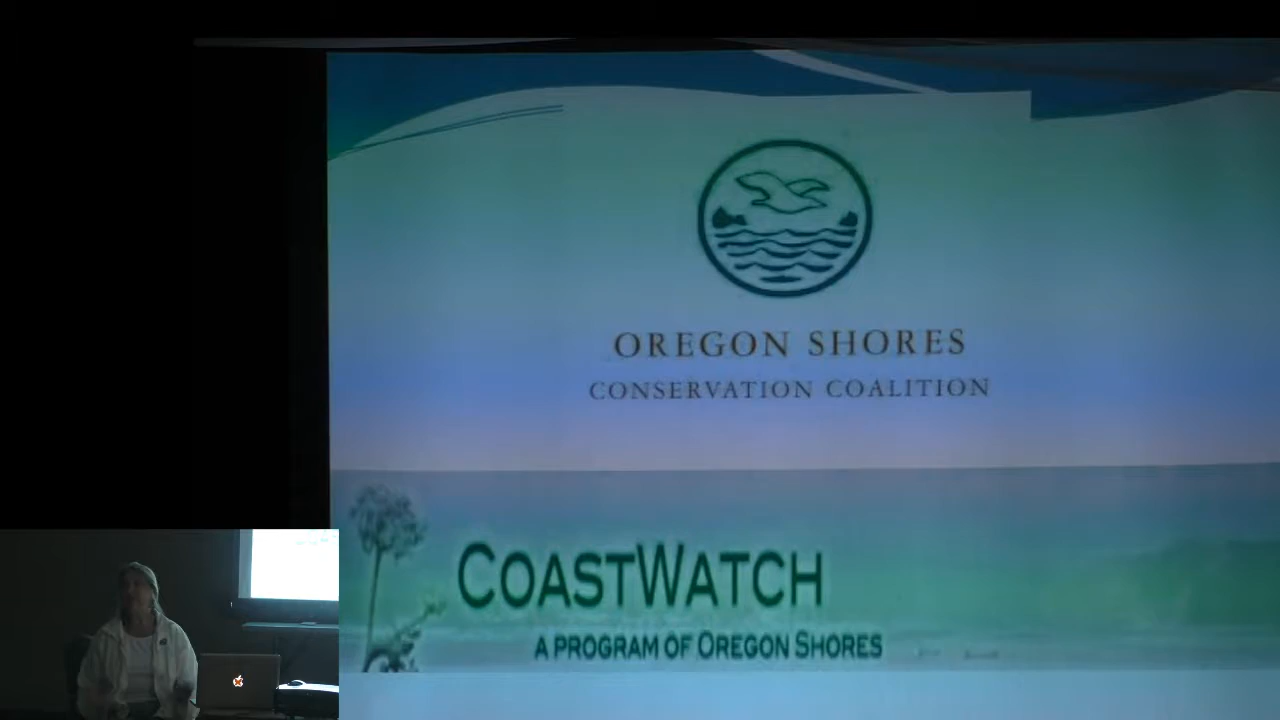 OREGON SHORES
CONSERVATION COALITION
COASTWATCH
A PROGRAM OF OREGON SHORES